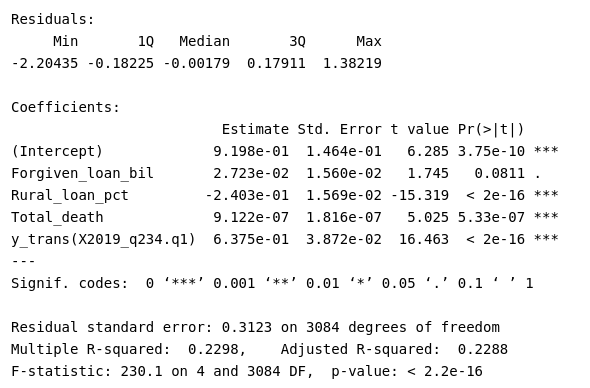 Residuals:
     Min       1Q   Median       3Q      Max
-2.20435 -0.18225 -0.00179  0.17911  1.38219

Coefficients:
                         Estimate Std. Error t value Pr(>|t|)
(Intercept)             9.198e-01  1.464e-01   6.285 3.75e-10 ***
Forgiven_loan_bil       2.723e-02  1.560e-02   1.745   0.0811 .
Rural_loan_pct         -2.403e-01  1.569e-02 -15.319  < 2e-16 ***
Total_death             9.122e-07  1.816e-07   5.025 5.33e-07 ***
y_trans(X2019_q234.q1)  6.375e-01  3.872e-02  16.463  < 2e-16 ***
---
Signif. codes:  0 ‘***’ 0.001 ‘**’ 0.01 ‘*’ 0.05 ‘.’ 0.1 ‘ ’ 1

Residual standard error: 0.3123 on 3084 degrees of freedom
Multiple R-squared:  0.2298,    Adjusted R-squared:  0.2288
F-statistic: 230.1 on 4 and 3084 DF,  p-value: < 2.2e-16